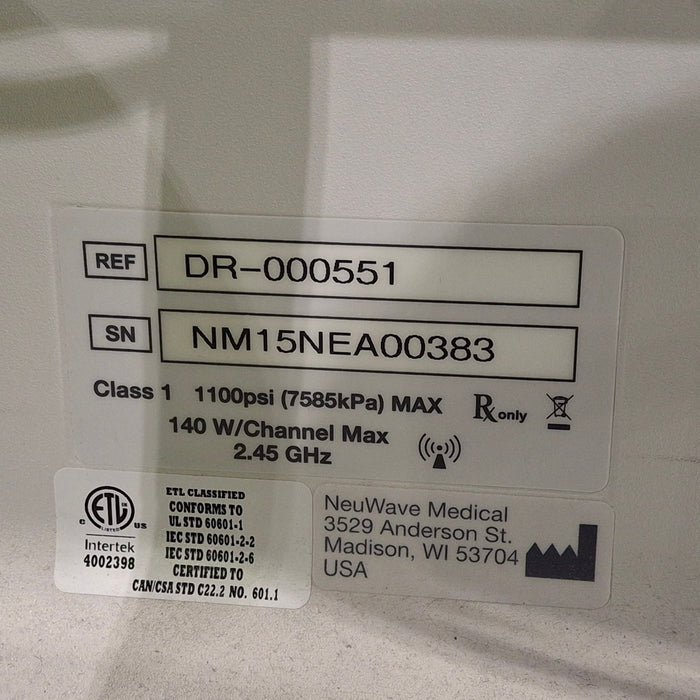 REF DR-000551
SN NM15NEA00383
Class 1 1100psi (7585kPa) MAX Rx only
140 W/Channel Max
2.45 GHz
ETL CLASSIFIED
CONFORMS TO
UL STD 60601-1
IEC STD 60601-2-2
IEC STD 60601-2-6
CERTIFIED TO
CAN/CSA STD C22.2 NO. 601.1
c ETL us
LISTED
Intertek
4002398
NeuWave Medical
3529 Anderson St.
Madison, WI 53704
USA